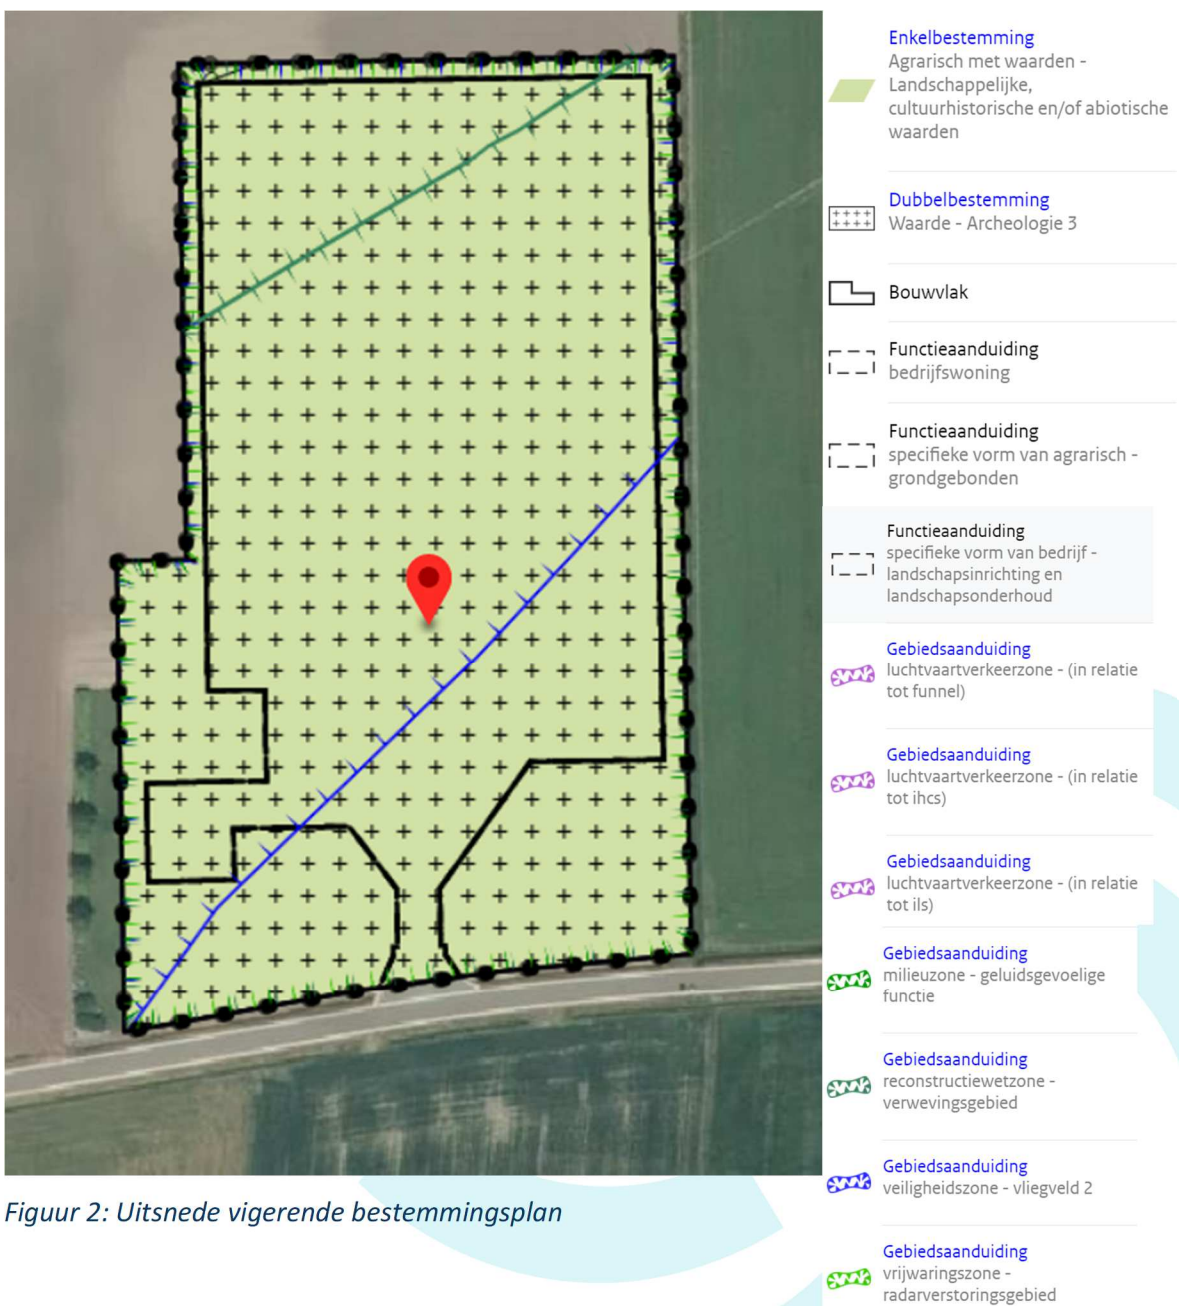 Enkelbestemming
Agrarisch met waarden -
Landschappelijke,
cultuurhistorische en/of abiotische
waarden
Dubbelbestemming
Waarde - Archeologie 3
Bouwvlak
Functieaanduiding
bedrijfswoning
Functieaanduiding
specifieke vorm van agrarisch -
grondgebonden
Functieaanduiding
specifieke vorm van bedrijf -
landschapsinrichting en
landschapsonderhoud
Gebiedsaanduiding
luchtvaartverkeerzone - (in relatie
tot funnel)
Gebiedsaanduiding
luchtvaartverkeerzone - (in relatie
tot ihcs)
Gebiedsaanduiding
luchtvaartverkeerzone - (in relatie
tot ils)
Gebiedsaanduiding
milieuzone - geluidsgevoelige
functie
Gebiedsaanduiding
reconstructiewetzone -
verwevingsgebied
Gebiedsaanduiding
veiligheidszone - vliegveld 2
Gebiedsaanduiding
vrijwaringszone -
radarverstoringsgebied
Figuur 2: Uitsnede vigerende bestemmingsplan